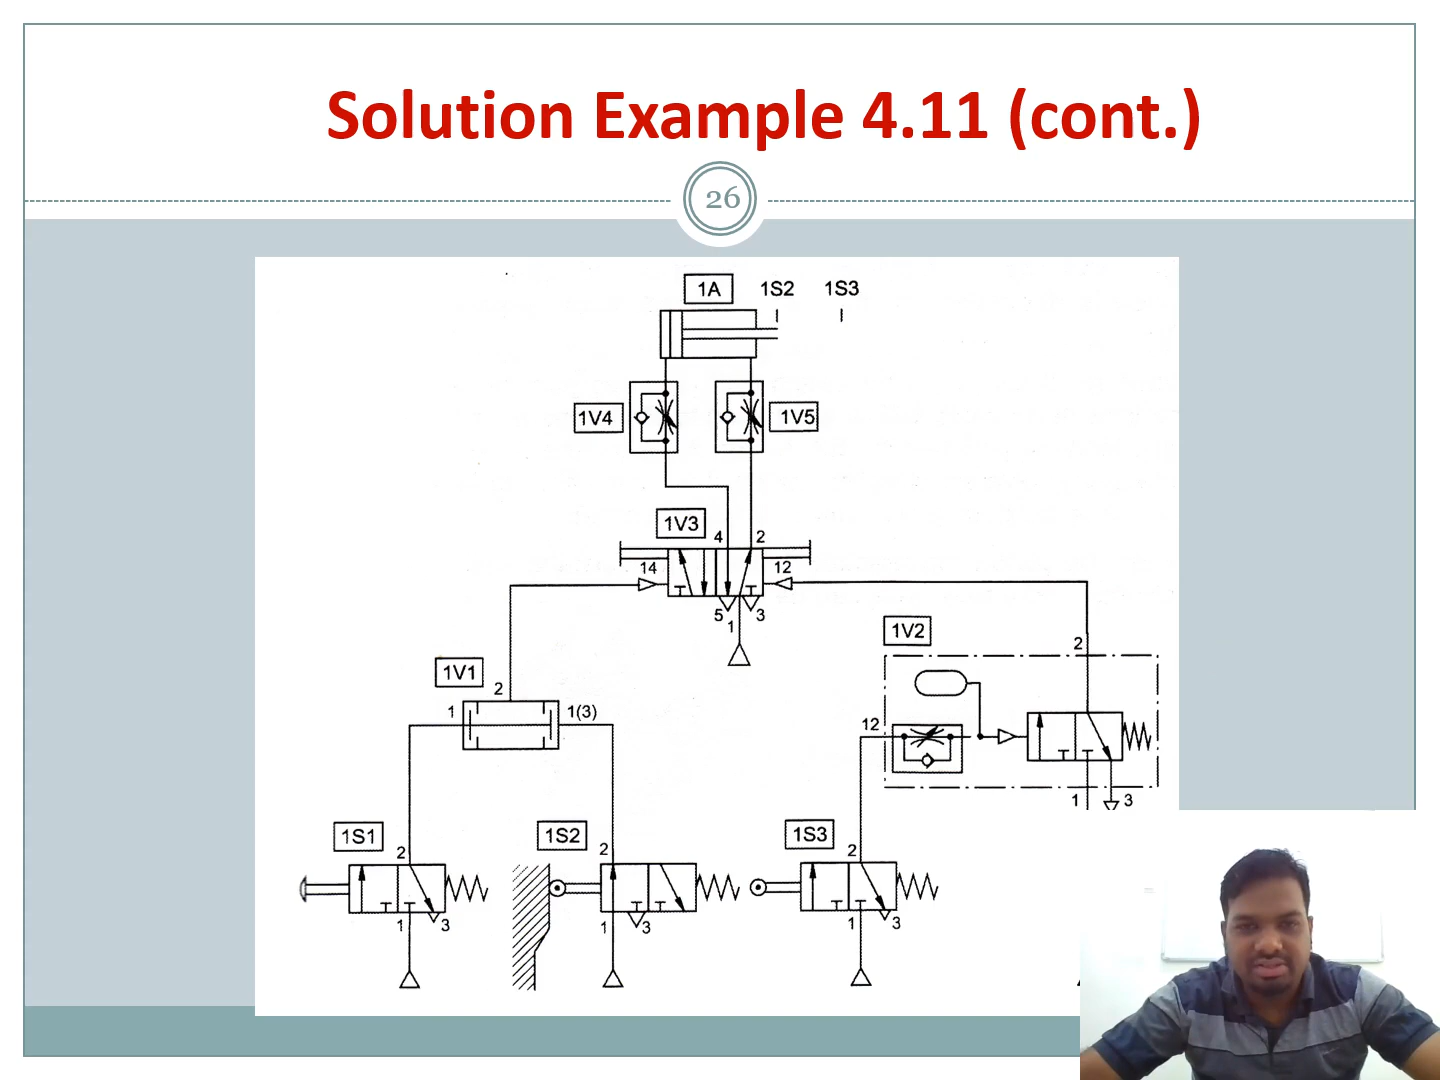 Solution Example 4.11 (cont.)
26
1A 1S2 1S3
1V4 1V5
1V3 4 2
14 12
5 3
1
1V2
2
1V1
2
1 1(3)
12
1 3
1S1 1S2 1S3
2 2 2
1 3 1 3 1 3